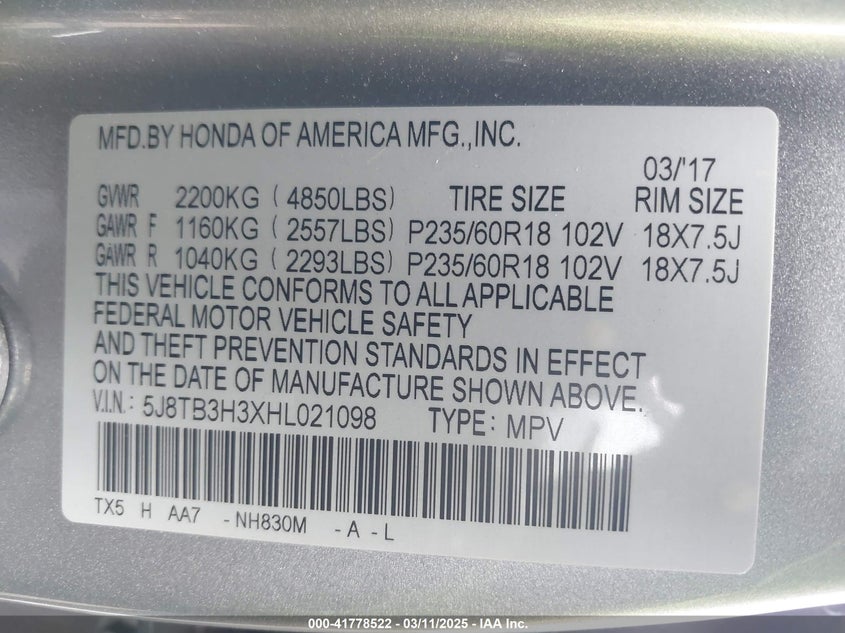 MFD.BY HONDA OF AMERICA MFG.,INC.
03/'17
GVWR 2200KG ( 4850LBS) TIRE SIZE RIM SIZE
GAWR F 1160KG ( 2557LBS) P235/60R18 102V 18X7.5J
GAWR R 1040KG ( 2293LBS) P235/60R18 102V 18X7.5J
THIS VEHICLE CONFORMS TO ALL APPLICABLE
FEDERAL MOTOR VEHICLE SAFETY
AND THEFT PREVENTION STANDARDS IN EFFECT
ON THE DATE OF MANUFACTURE SHOWN ABOVE.
V.I.N.: 5J8TB3H3XHL021098 TYPE: MPV
TX5 H AA7 -NH830M -A -L
000-41778522 - 03/11/2025 - IAA Inc.